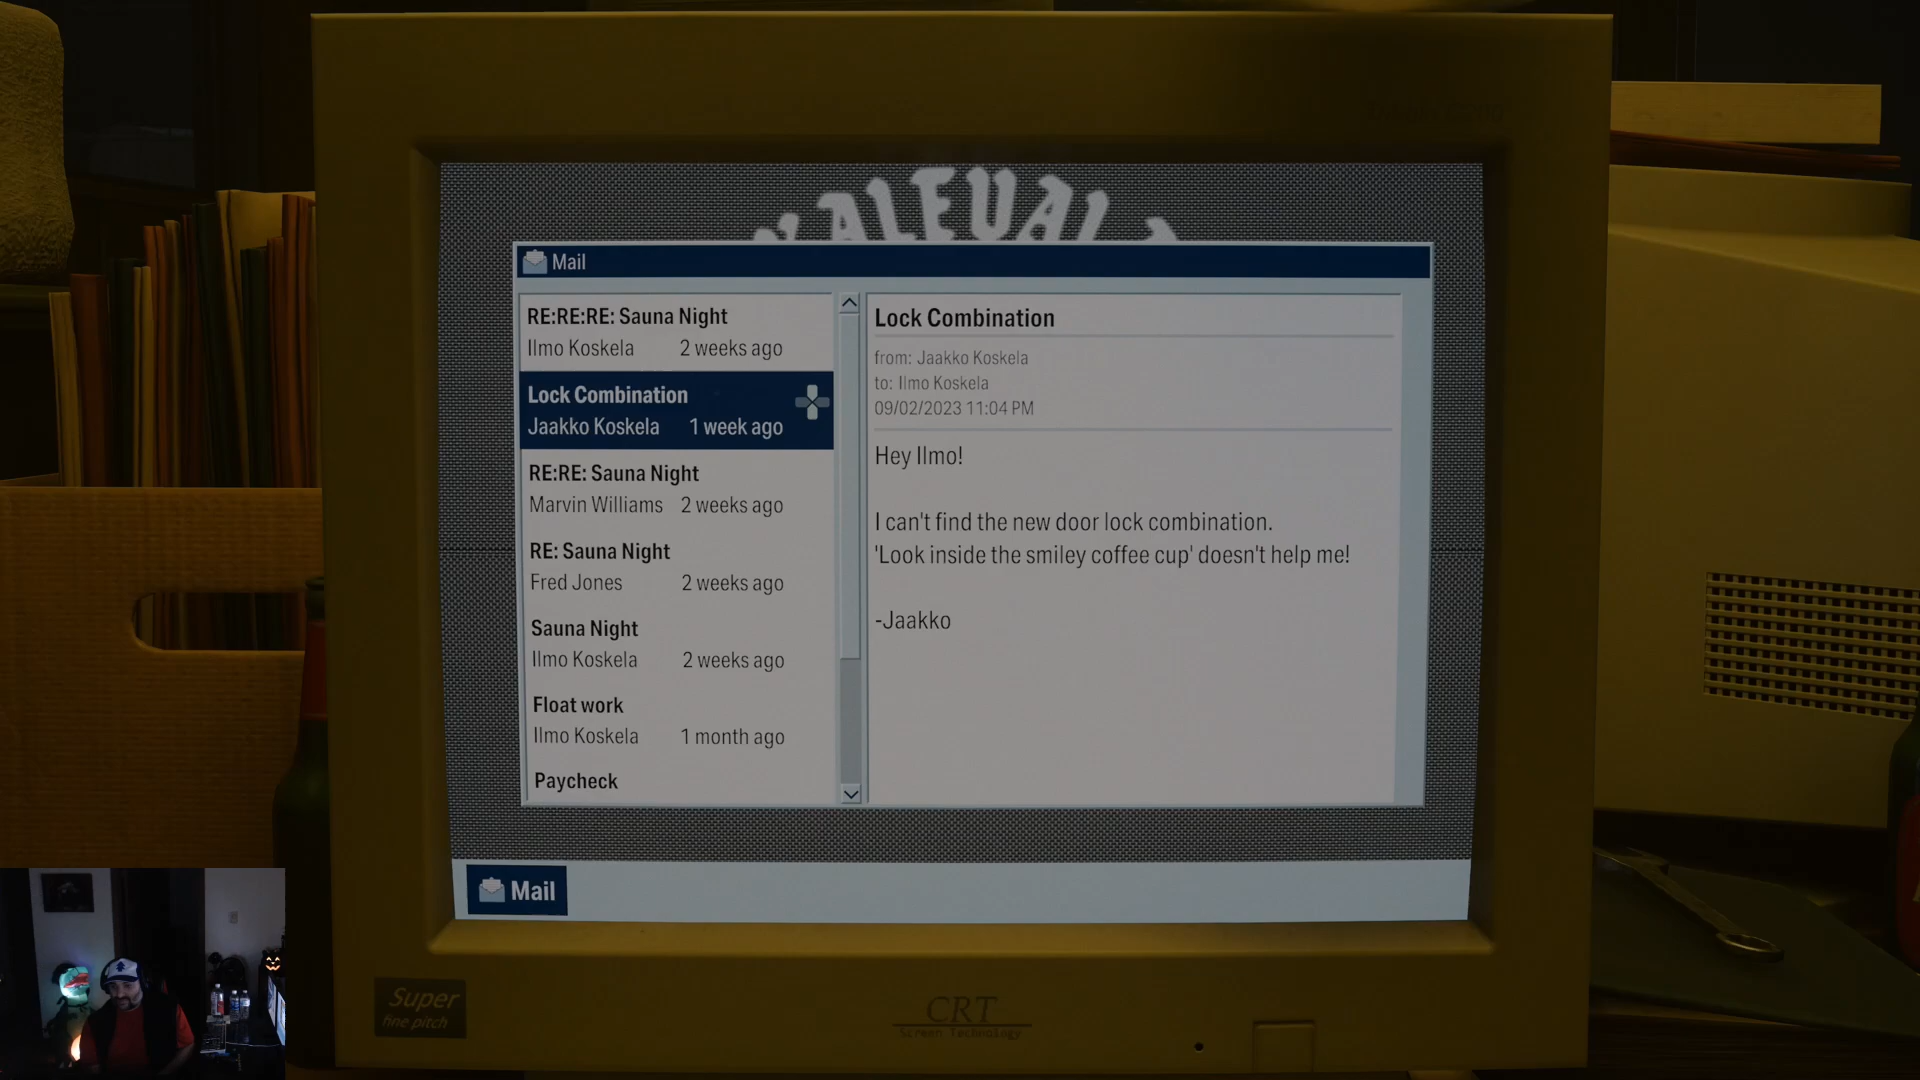 Mail
RE:RE:RE: Sauna Night
Ilmo Koskela 2 weeks ago
Lock Combination
Jaakko Koskela 1 week ago
RE:RE: Sauna Night
Marvin Williams 2 weeks ago
RE: Sauna Night
Fred Jones 2 weeks ago
Sauna Night
Ilmo Koskela 2 weeks ago
Float work
Ilmo Koskela 1 month ago
Paycheck
Lock Combination
from: Jaakko Koskela
to: Ilmo Koskela
09/02/2023 11:04 PM
Hey Ilmo!
I can't find the new door lock combination.
'Look inside the smiley coffee cup' doesn't help me!
-Jaakko
Mail
Super
fine pitch
CRT
Screen Technology